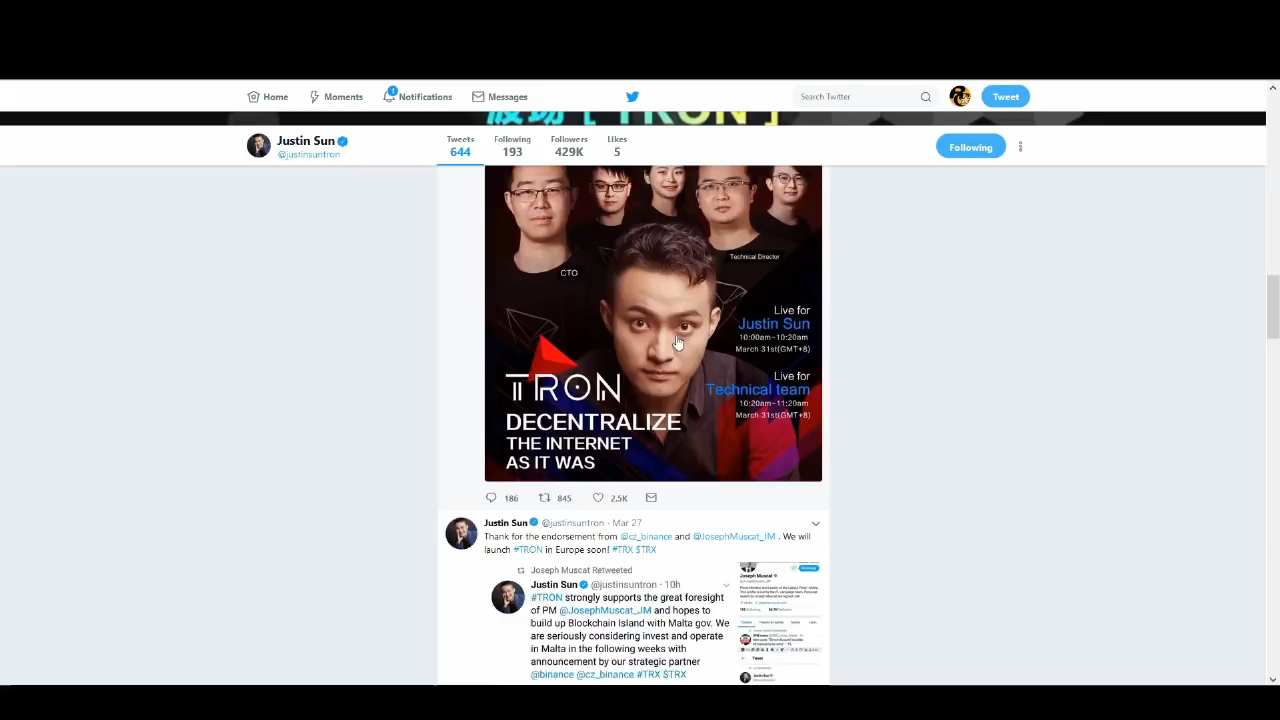 Home
Moments
1
Notifications
Messages
Search Twitter
Tweet
[TRON]
Justin Sun
@justinsuntron
Tweets
644
Following
193
Followers
429K
Likes
5
Following
CTO
Technical Director
Live for
Justin Sun
10:00am-10:20am
March 31st(GMT+8)
Live for
Technical team
10:20am-11:20am
March 31st(GMT+8)
TRON
DECENTRALIZE
THE INTERNET
AS IT WAS
186
845
2.5K
Justin Sun @justinsuntron · Mar 27
Thank for the endorsement from @cz_binance and @JosephMuscat_JM . We will
launch #TRON in Europe soon! #TRX $TRX
Joseph Muscat Retweeted
Justin Sun @justinsuntron · 10h
#TRON strongly supports the great foresight
of PM @JosephMuscat_JM and hopes to
build up Blockchain Island with Malta gov. We
are seriously considering invest and operate
in Malta in the following weeks with
announcement by our strategic partner
@binance @cz_binance #TRX $TRX
Joseph Muscat
Tweet